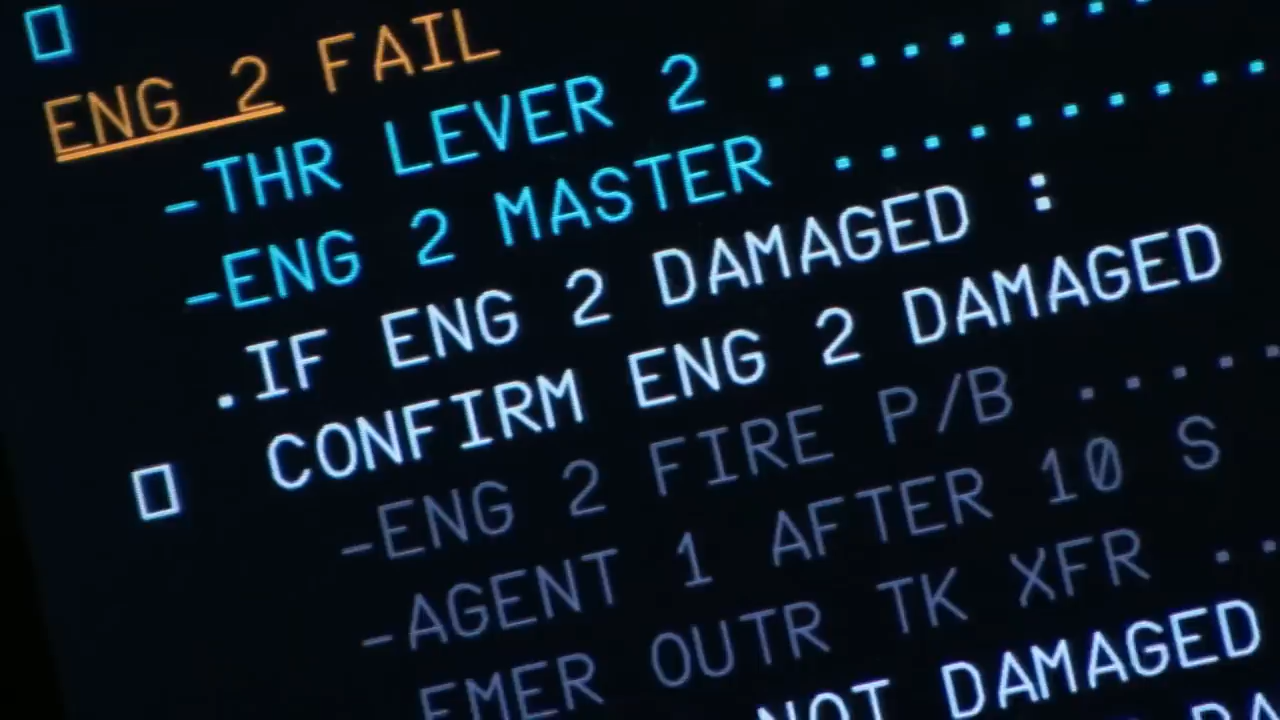 ENG 2 FAIL
-THR LEVER 2 ..........
-ENG 2 MASTER ..........
.IF ENG 2 DAMAGED :
CONFIRM ENG 2 DAMAGED
-ENG 2 FIRE P/B .....
-AGENT 1 AFTER 10 S
EMER OUTR TK XFR ..
NOT DAMAGED